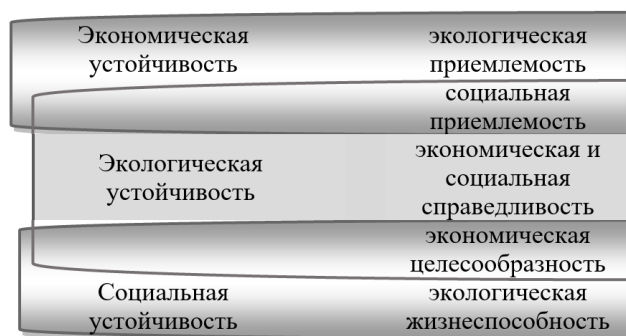 Экономическая
устойчивость
экологическая
приемлемость
социальная
приемлемость
Экологическая
устойчивость
экономическая и
социальная
справедливость
экономическая
целесообразность
Социальная
устойчивость
экологическая
жизнеспособность